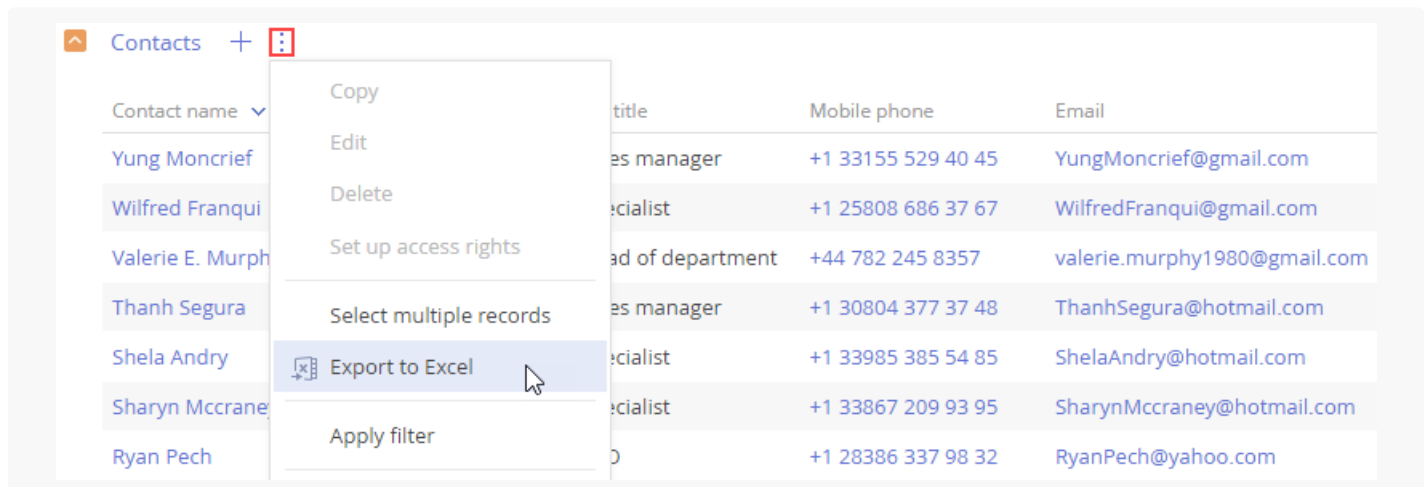 Contacts
Copy
Contact name title Mobile phone Email
Edit
Yung Moncrief es manager +1 33155 529 40 45 YungMoncrief@gmail.com
Delete
Wilfred Franqui ecialist +1 25808 686 37 67 WilfredFranqui@gmail.com
Set up access rights
Valerie E. Murph ad of department +44 782 245 8357 valerie.murphy1980@gmail.com
Thanh Segura es manager +1 30804 377 37 48 ThanhSegura@hotmail.com
Select multiple records
Shela Andry ecialist +1 33985 385 54 85 ShelaAndry@hotmail.com
Export to Excel
Sharyn Mccraney ecialist +1 33867 209 93 95 SharynMccraney@hotmail.com
Apply filter
Ryan Pech O +1 28386 337 98 32 RyanPech@yahoo.com